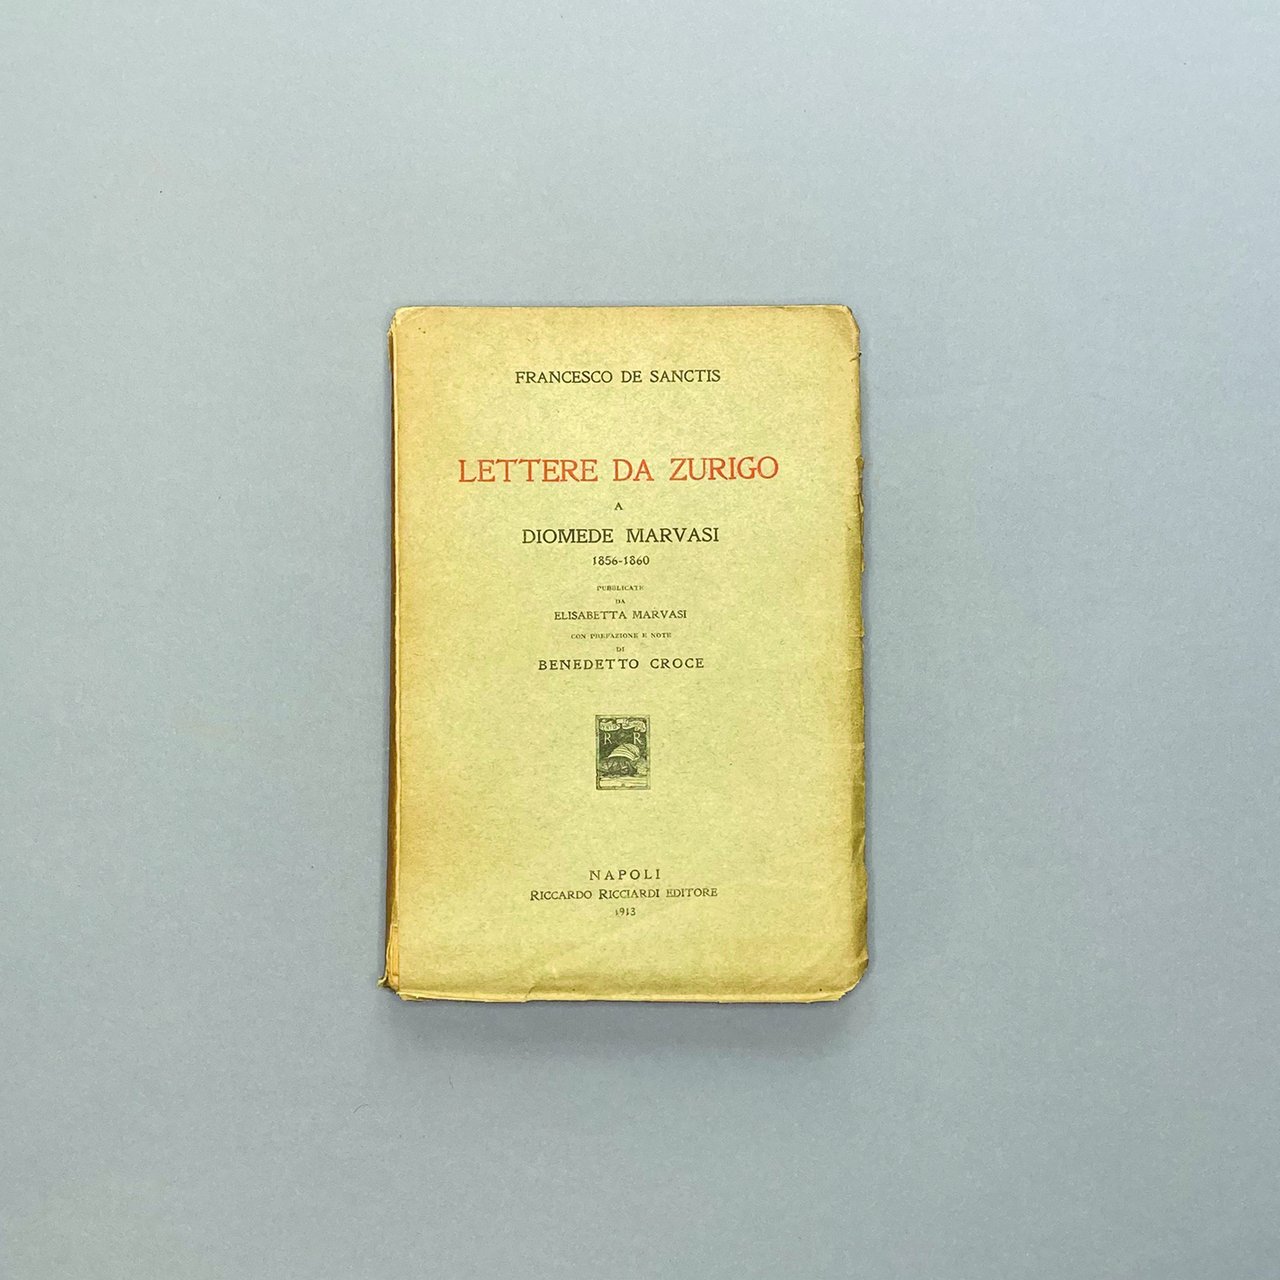 FRANCESCO DE SANCTIS
LETTERE DA ZURIGO
A
DIOMEDE MARVASI
1856-1860
PUBBLICATE
DA
ELISABETTA MARVASI
CON PREFAZIONE E NOTE
DI
BENEDETTO CROCE
R R
NAPOLI
RICCARDO RICCIARDI EDITORE
1913